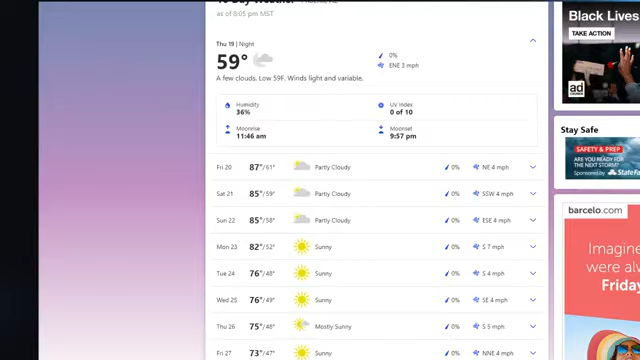 as of 8:05 pm MST
Thu 19 | Night
59°
0%
ENE 3 mph
A few clouds. Low 59F. Winds light and variable.
Humidity
36%
UV Index
0 of 10
Moonrise
11:46 am
Moonset
9:57 pm
Fri 20 87°/61° Partly Cloudy 0% NE 4 mph
Sat 21 85°/59° Partly Cloudy 0% SSW 4 mph
Sun 22 85°/58° Partly Cloudy 0% ESE 4 mph
Mon 23 82°/52° Sunny 0% S 7 mph
Tue 24 76°/48° Sunny 0% S 4 mph
Wed 25 76°/49° Sunny 0% SE 4 mph
Thu 26 75°/48° Mostly Sunny 0% S 5 mph
Fri 27 73°/47° Sunny 0% NNE 4 mph
Black Lives
TAKE ACTION
ad
COUNCIL
Stay Safe
SAFETY & PREP
ARE YOU READY FOR
THE NEXT STORM?
Sponsored by StateFa
barcelo.com
Imagine
were al
Friday